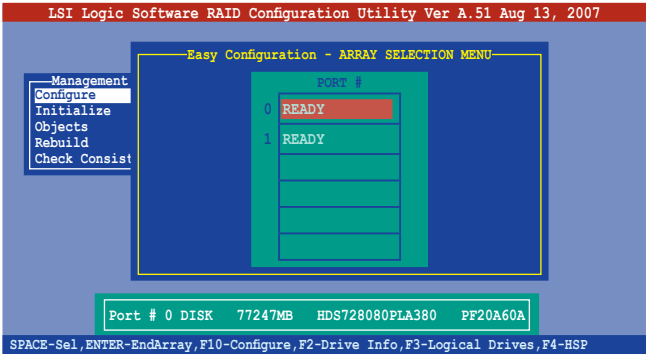 LSI Logic Software RAID Configuration Utility Ver A.51 Aug 13, 2007
Easy Configuration - ARRAY SELECTION MENU
Management
Configure
Initialize
Objects
Rebuild
Check Consist
PORT #
0 READY
1 READY
Port # 0 DISK 77247MB HDS728080PLA380 PF20A60A
SPACE-Sel,ENTER-EndArray,F10-Configure,F2-Drive Info,F3-Logical Drives,F4-HSP